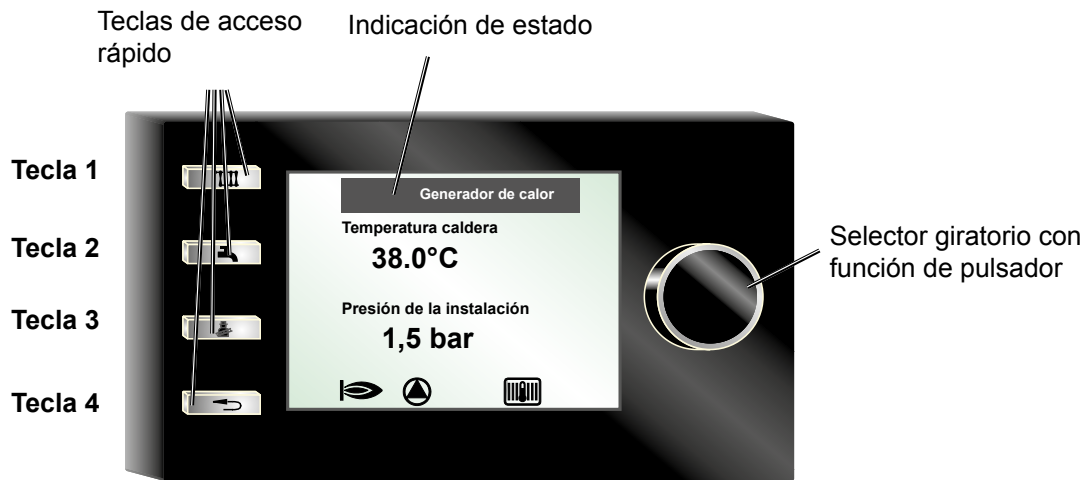 Teclas de acceso
rápido
Indicación de estado
Tecla 1
Tecla 2
Tecla 3
Tecla 4
Generador de calor
Temperatura caldera
38.0°C
Presión de la instalación
1,5 bar
Selector giratorio con
función de pulsador